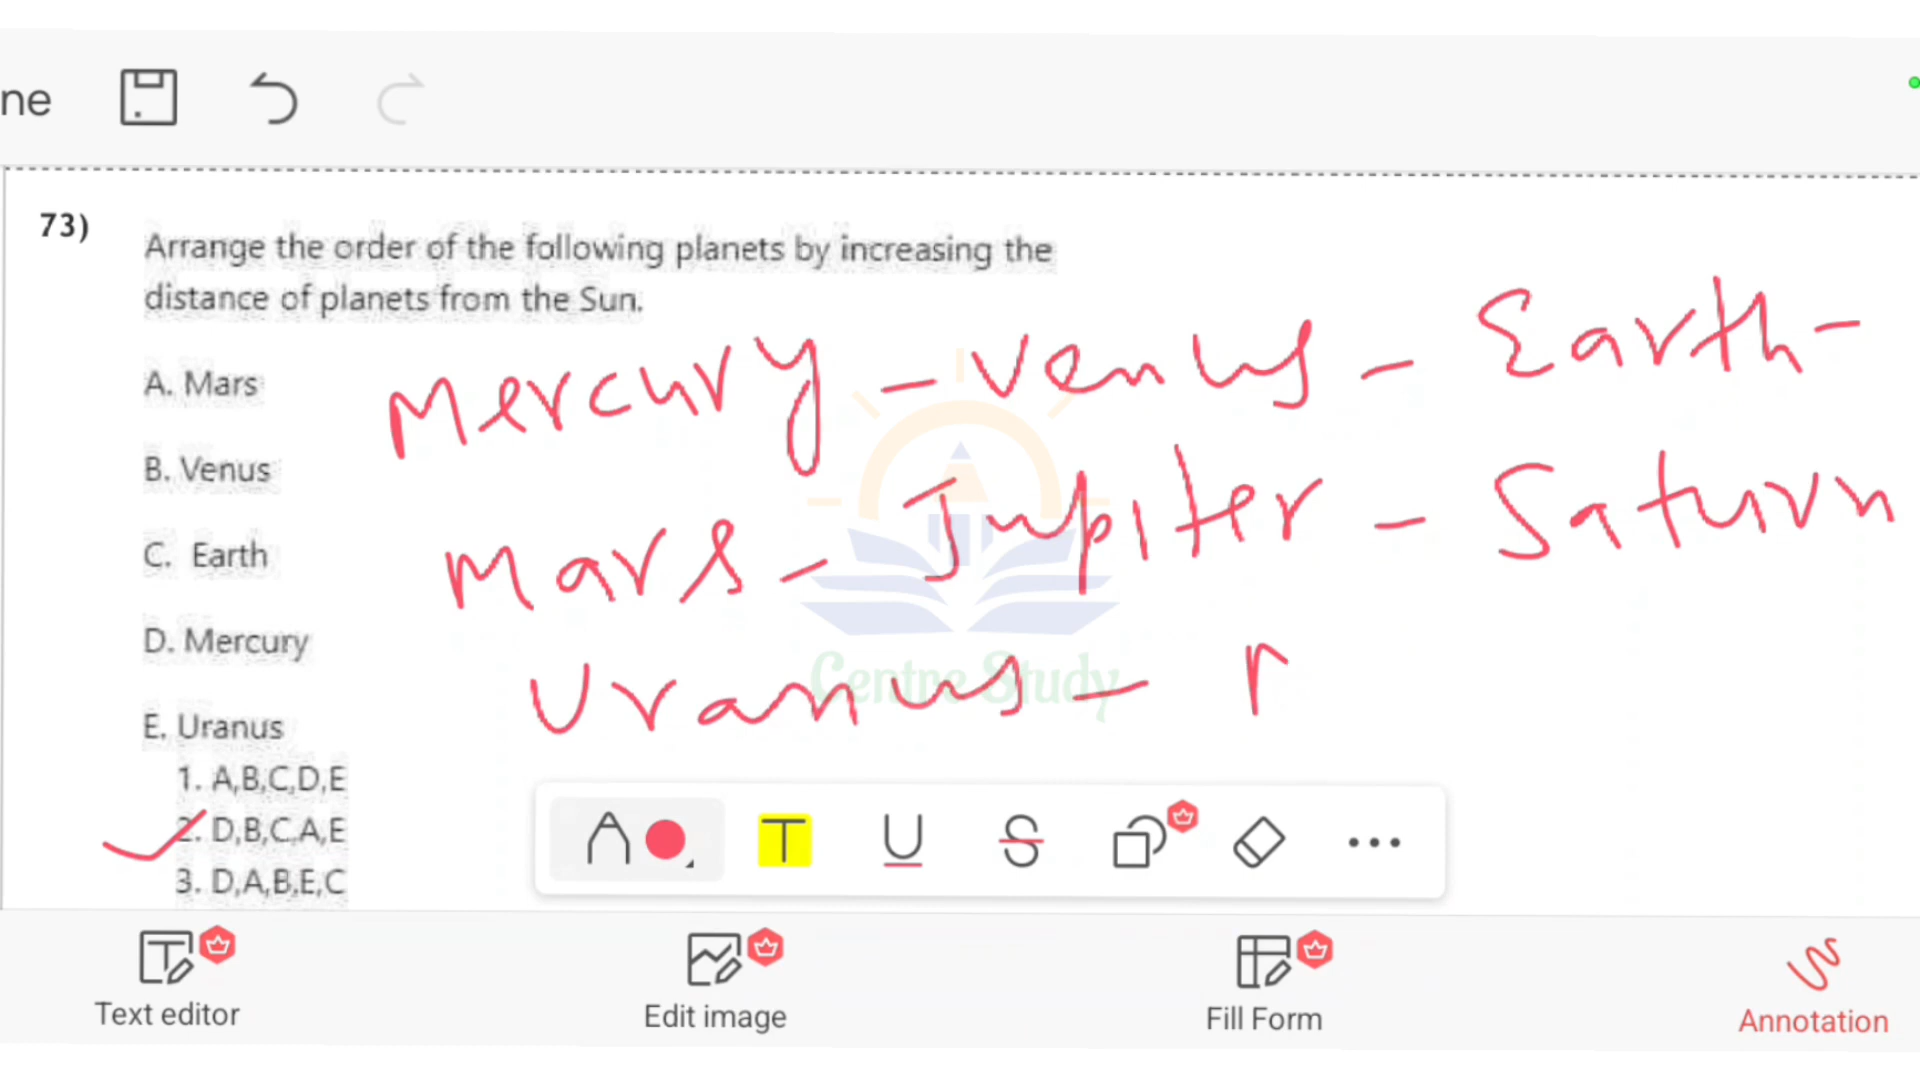 ne
73)
Arrange the order of the following planets by increasing the
distance of planets from the Sun.
A. Mars
B. Venus
C. Earth
D. Mercury
E. Uranus
1. A,B,C,D,E
2. D,B,C,A,E
3. D,A,B,E,C
Mercury - Venus - Earth -
Mars - Jupiter - Saturn
Uranus -
Centre Study
Text editor
Edit image
Fill Form
Annotation